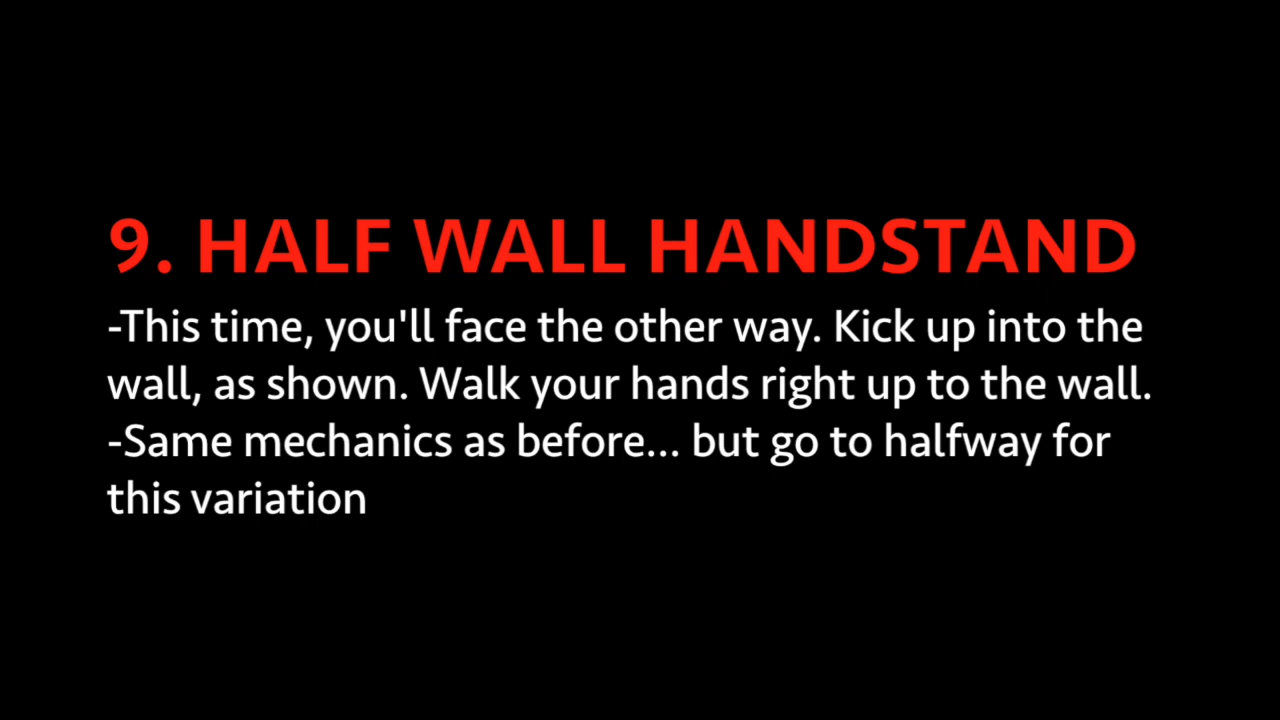 9. HALF WALL HANDSTAND
-This time, you'll face the other way. Kick up into the
wall, as shown. Walk your hands right up to the wall.
-Same mechanics as before... but go to halfway for
this variation